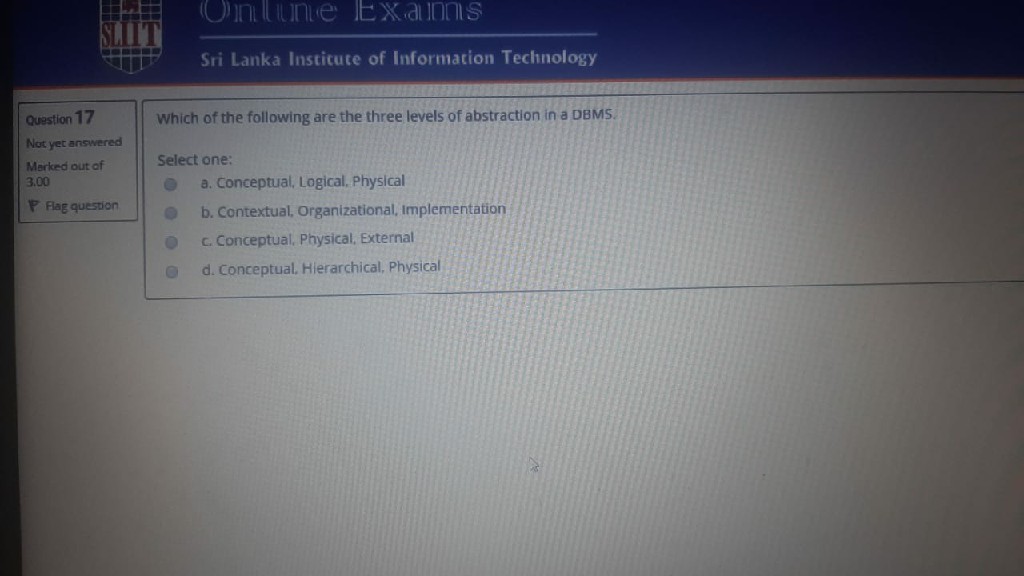 Online Exams
SLIIT
Sri Lanka Institute of Information Technology
Question 17
Not yet answered
Marked out of
3.00
Flag question
Which of the following are the three levels of abstraction in a DBMS.
Select one:
a. Conceptual, Logical, Physical
b. Contextual, Organizational, Implementation
c. Conceptual, Physical, External
d. Conceptual, Hierarchical, Physical